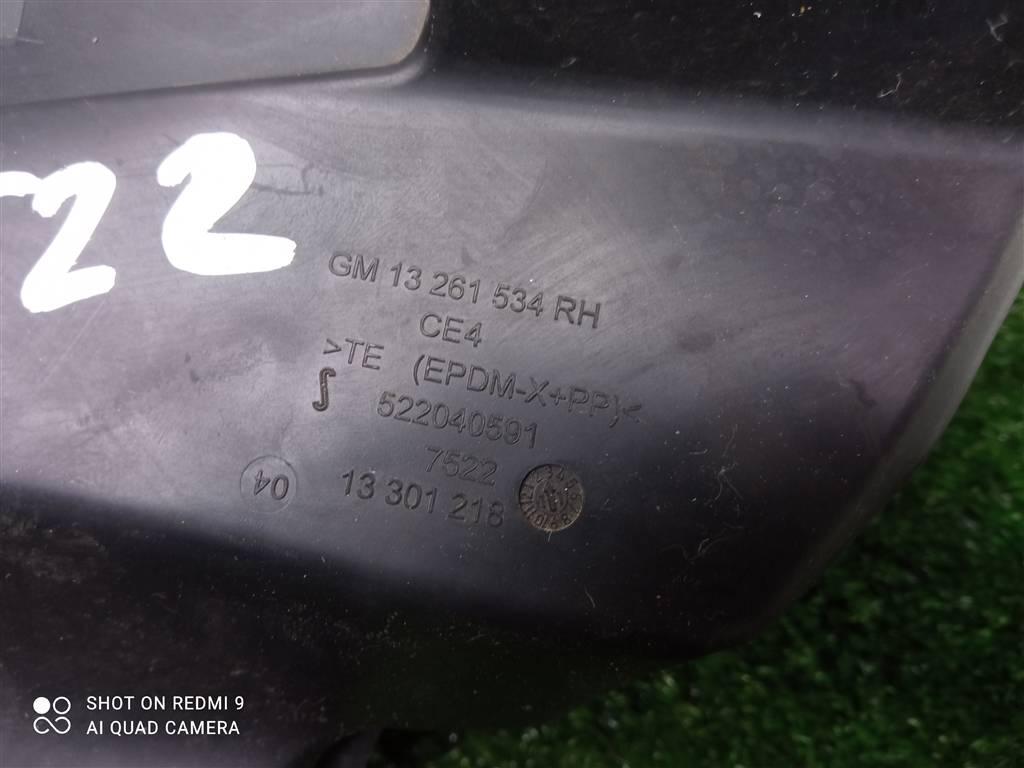 22
GM 13 261 534 RH
CE4
>TE (EPDM-X+PP)<
522040591
7522
04
13 301 218
SHOT ON REDMI 9
AI QUAD CAMERA